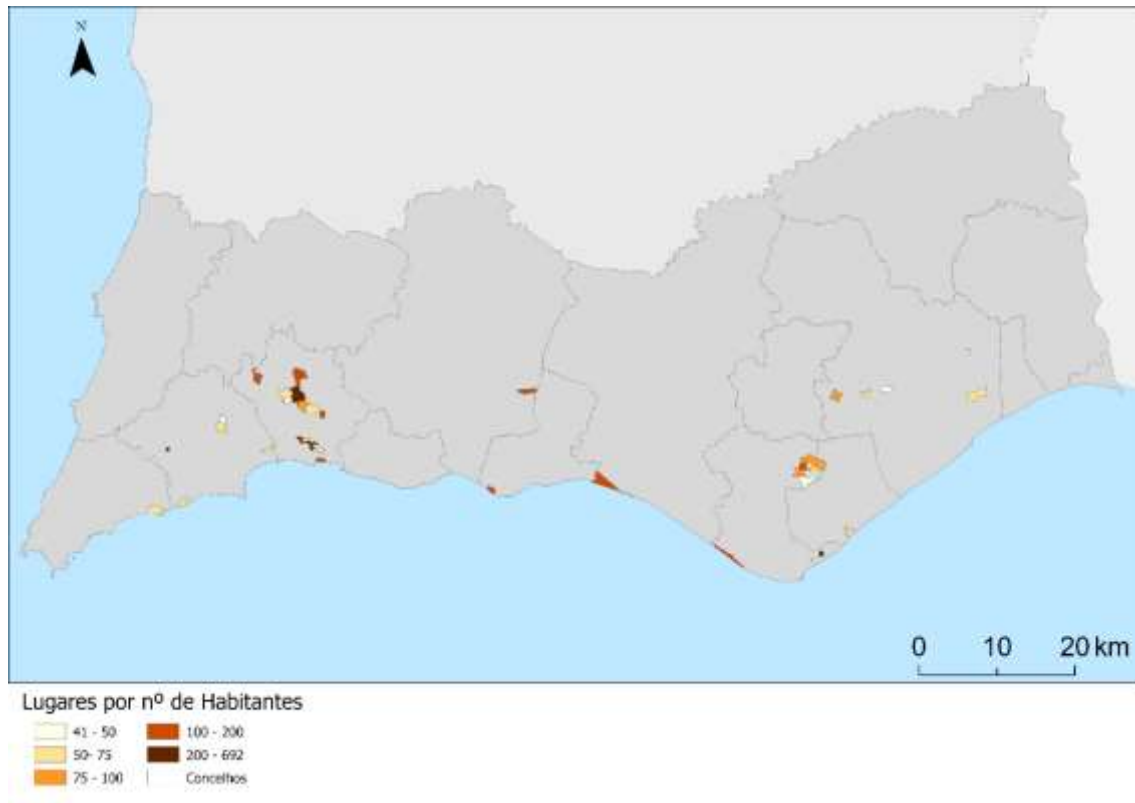 N
0 10 20 km
Lugares por nº de Habitantes
41 - 50
50- 75
75 - 100
100 - 200
200 - 692
Concelhos